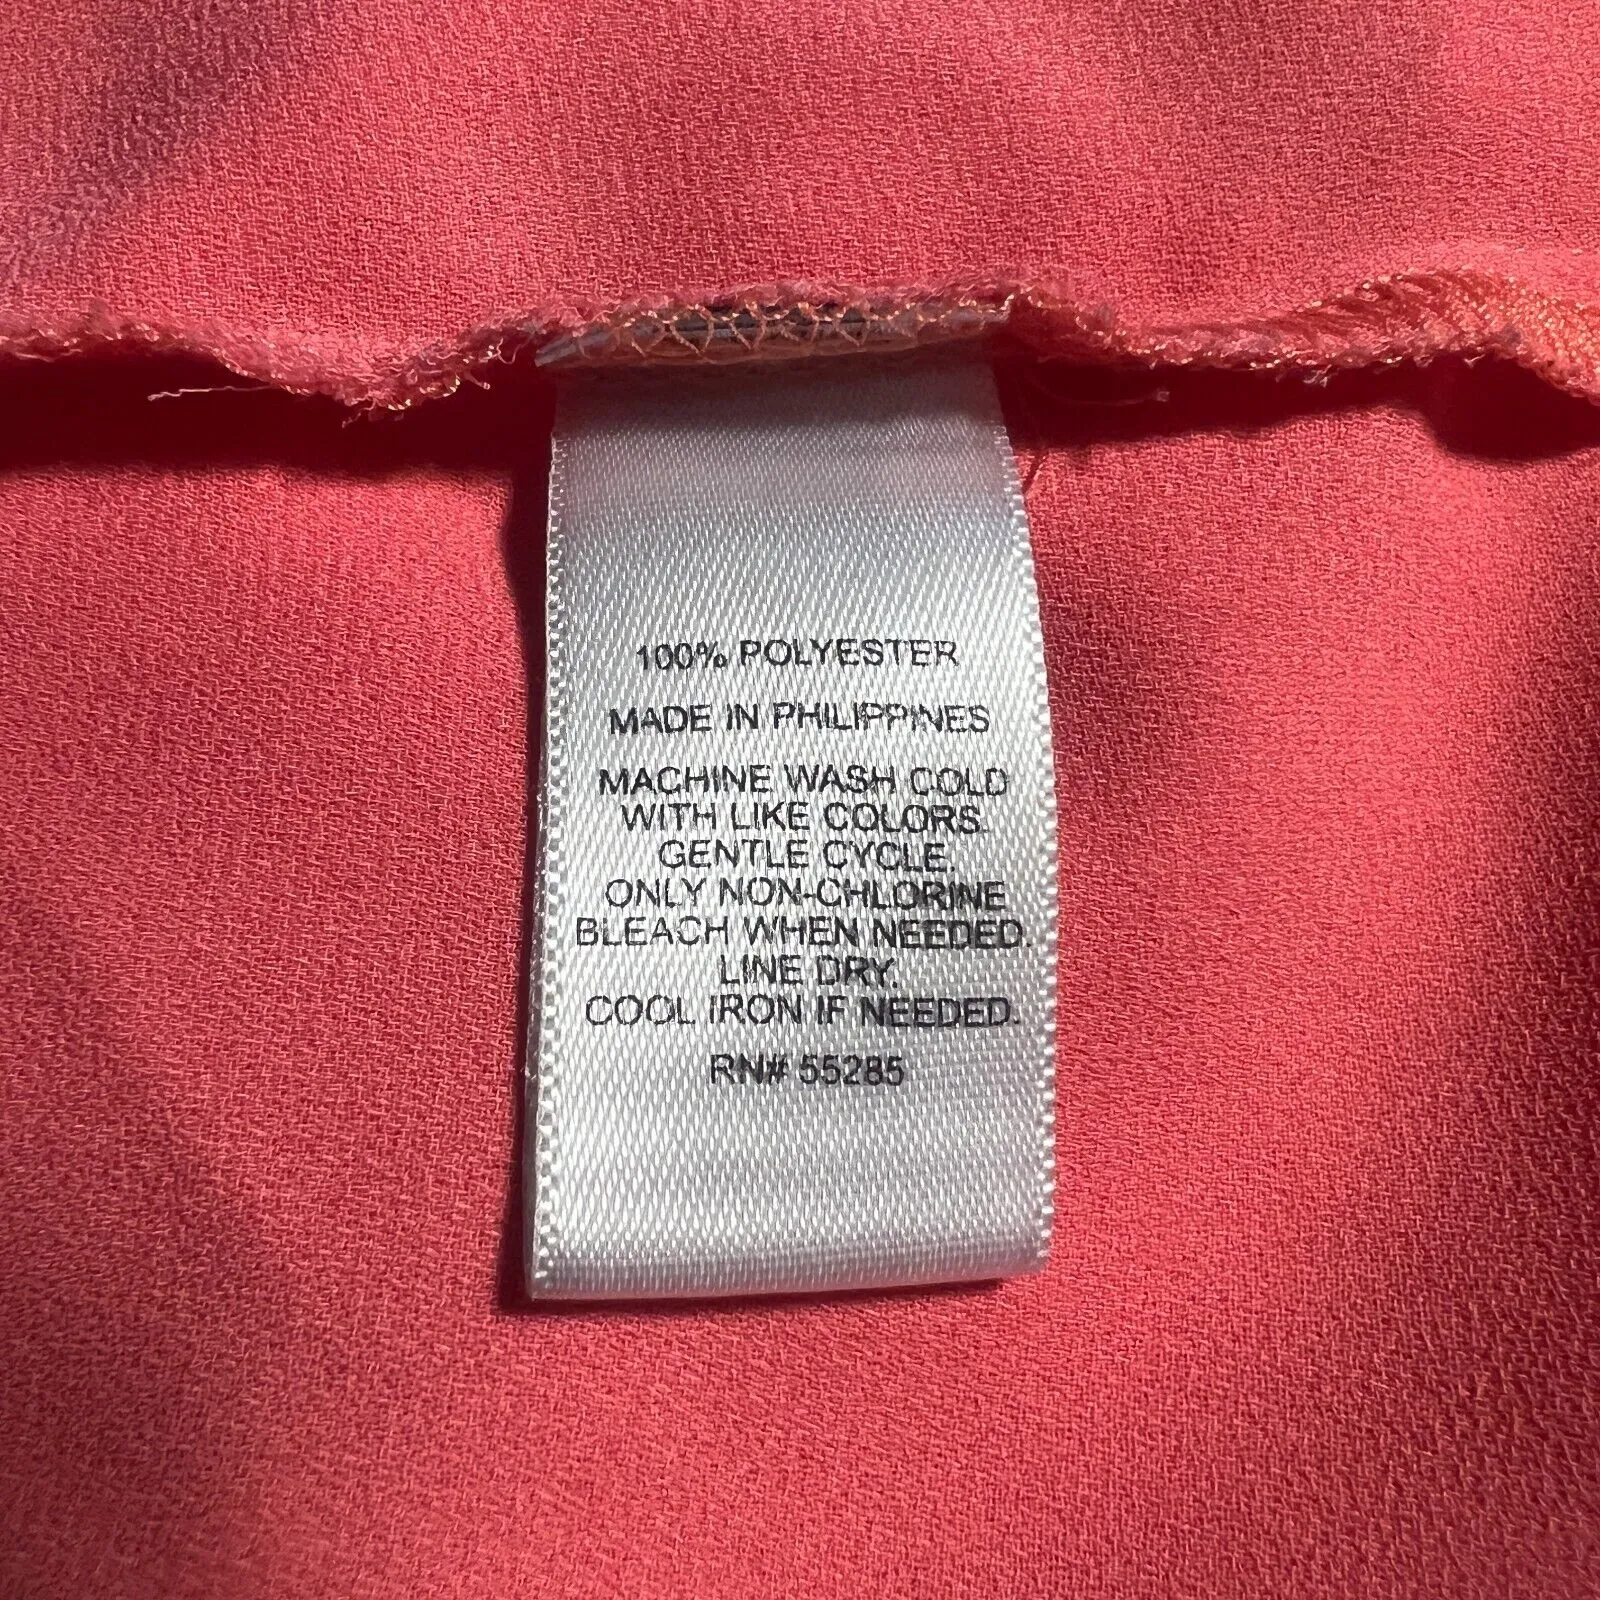 100% POLYESTER
MADE IN PHILIPPINES
MACHINE WASH COLD
WITH LIKE COLORS.
GENTLE CYCLE.
ONLY NON-CHLORINE
BLEACH WHEN NEEDED.
LINE DRY.
COOL IRON IF NEEDED.
RN# 55285